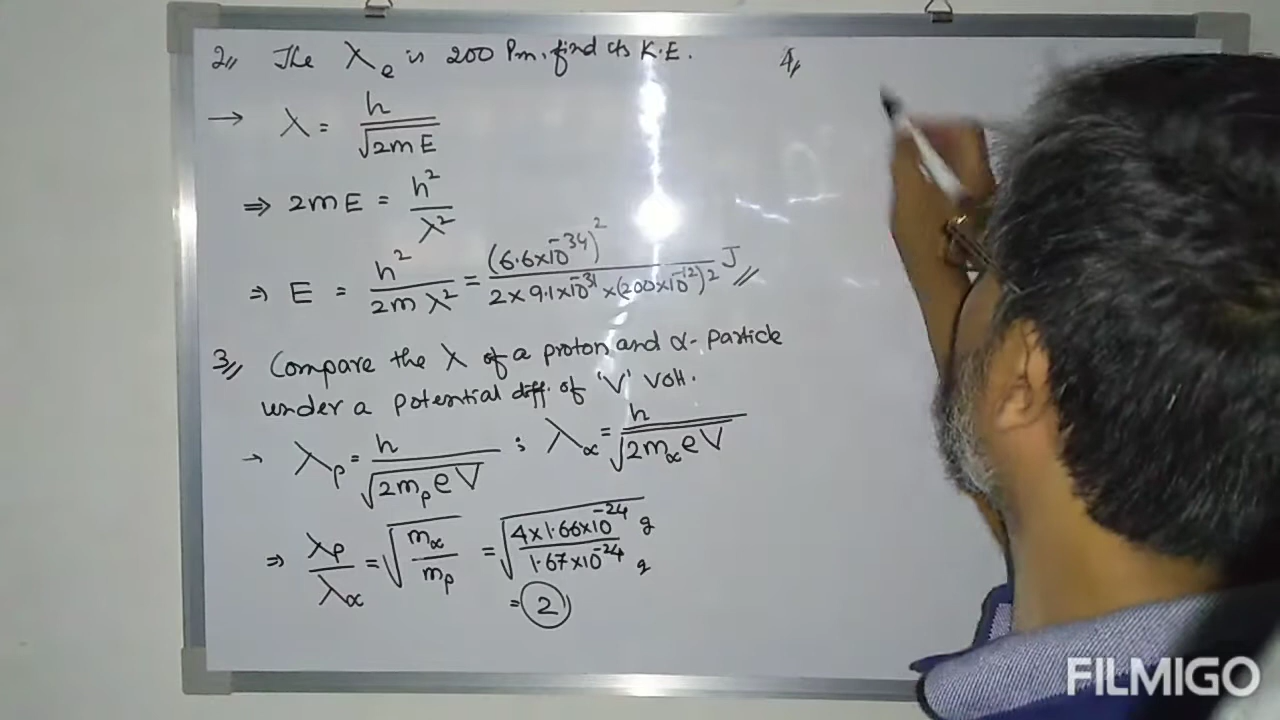 2,, The λe is 200 Pm. find its K.E.
→ λ = h/√2mE
⇒ 2mE = h²/λ²
⇒ E = h²/2mλ² = (6.6×10⁻³⁴)²/2×9.1×10⁻³¹×(200×10⁻¹²)² J //
3,, Compare the λ of a proton and α-particle
under a potential diff. of 'V' volt.
→ λp = h/√2mpeV ; λα = h/√2mαeV
⇒ λp/λα = √mα/mp = √4×1.66×10⁻²⁴ g/1.67×10⁻²⁴ g
= 2
4,,
FILMIGO